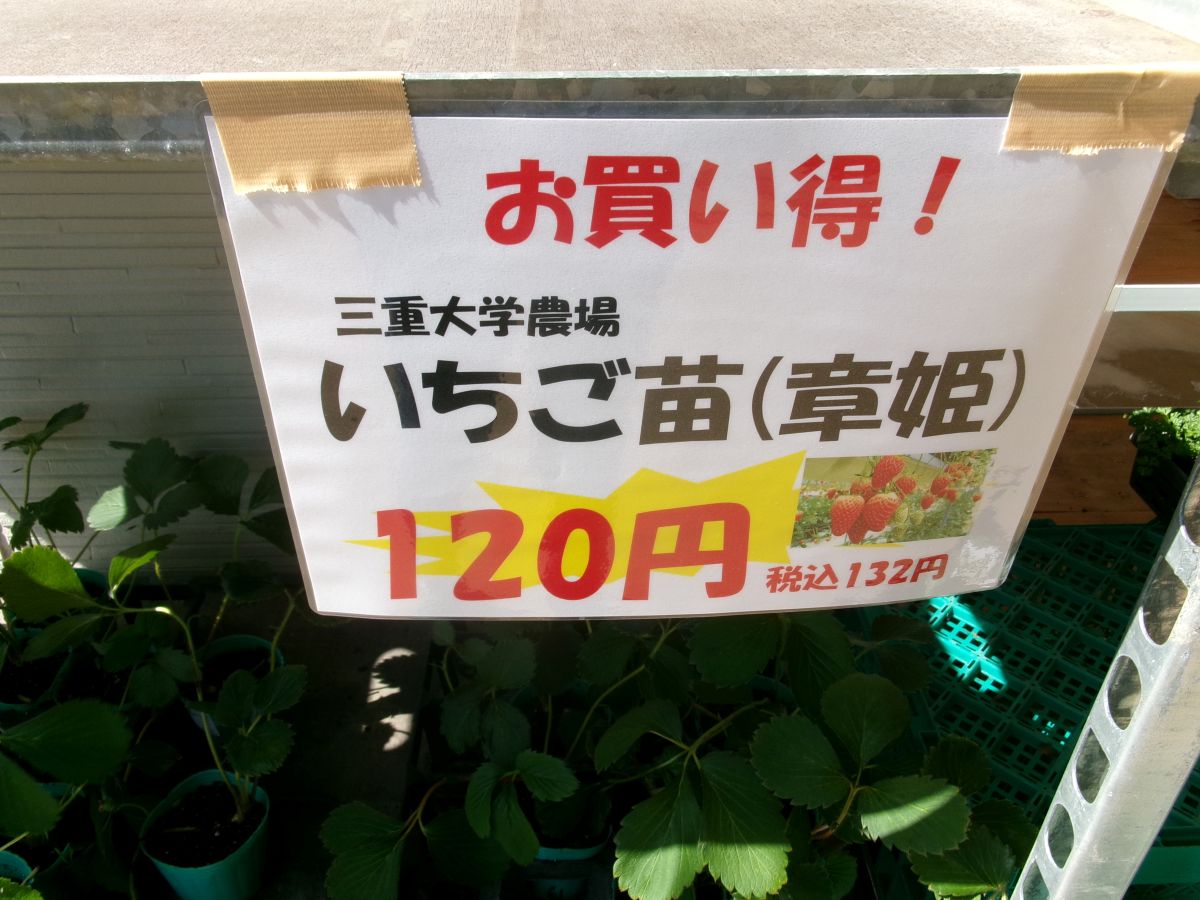 お買い得！
三重大学農場
いちご苗(章姫)
120円 税込132円